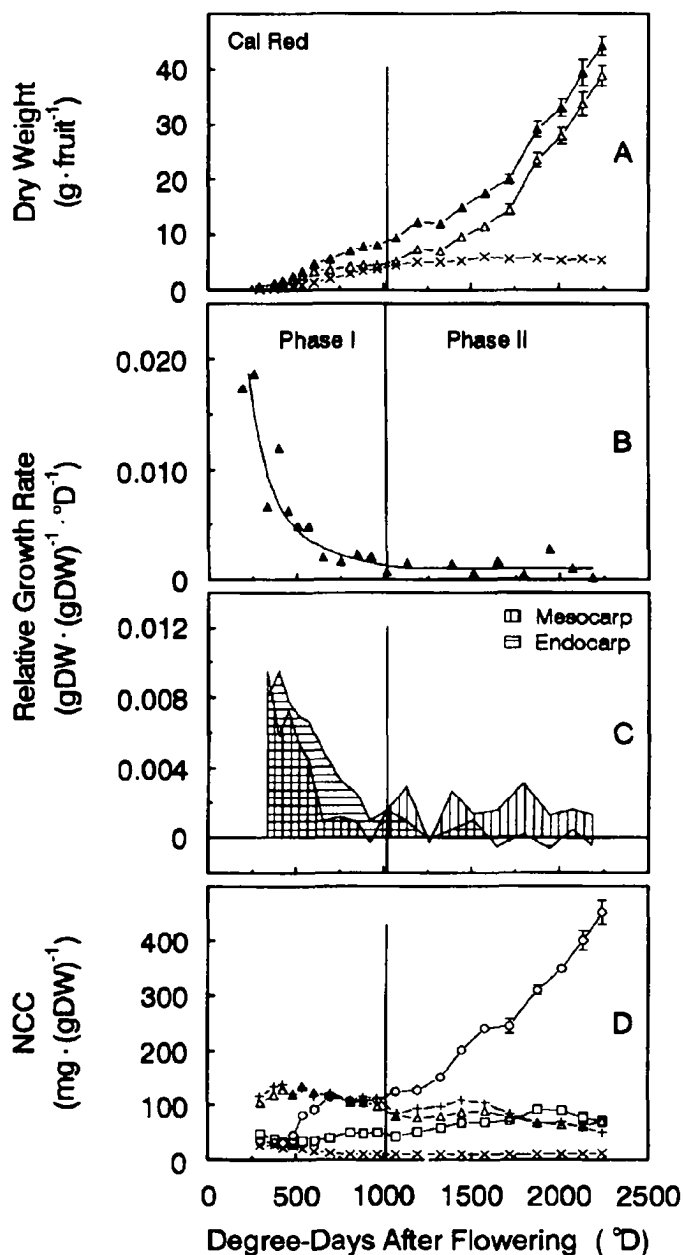 Cal Red
Dry Weight
(g · fruit⁻¹)
40
30
20
10
0
A
Phase I
Phase II
0.020
0.010
0
B
Relative Growth Rate
(gDW · (gDW)⁻¹ · °D⁻¹)
Mesocarp
Endocarp
0.012
0.008
0.004
0
C
NCC
(mg · (gDW)⁻¹)
400
300
200
100
0
D
0 500 1000 1500 2000 2500
Degree-Days After Flowering ( °D)